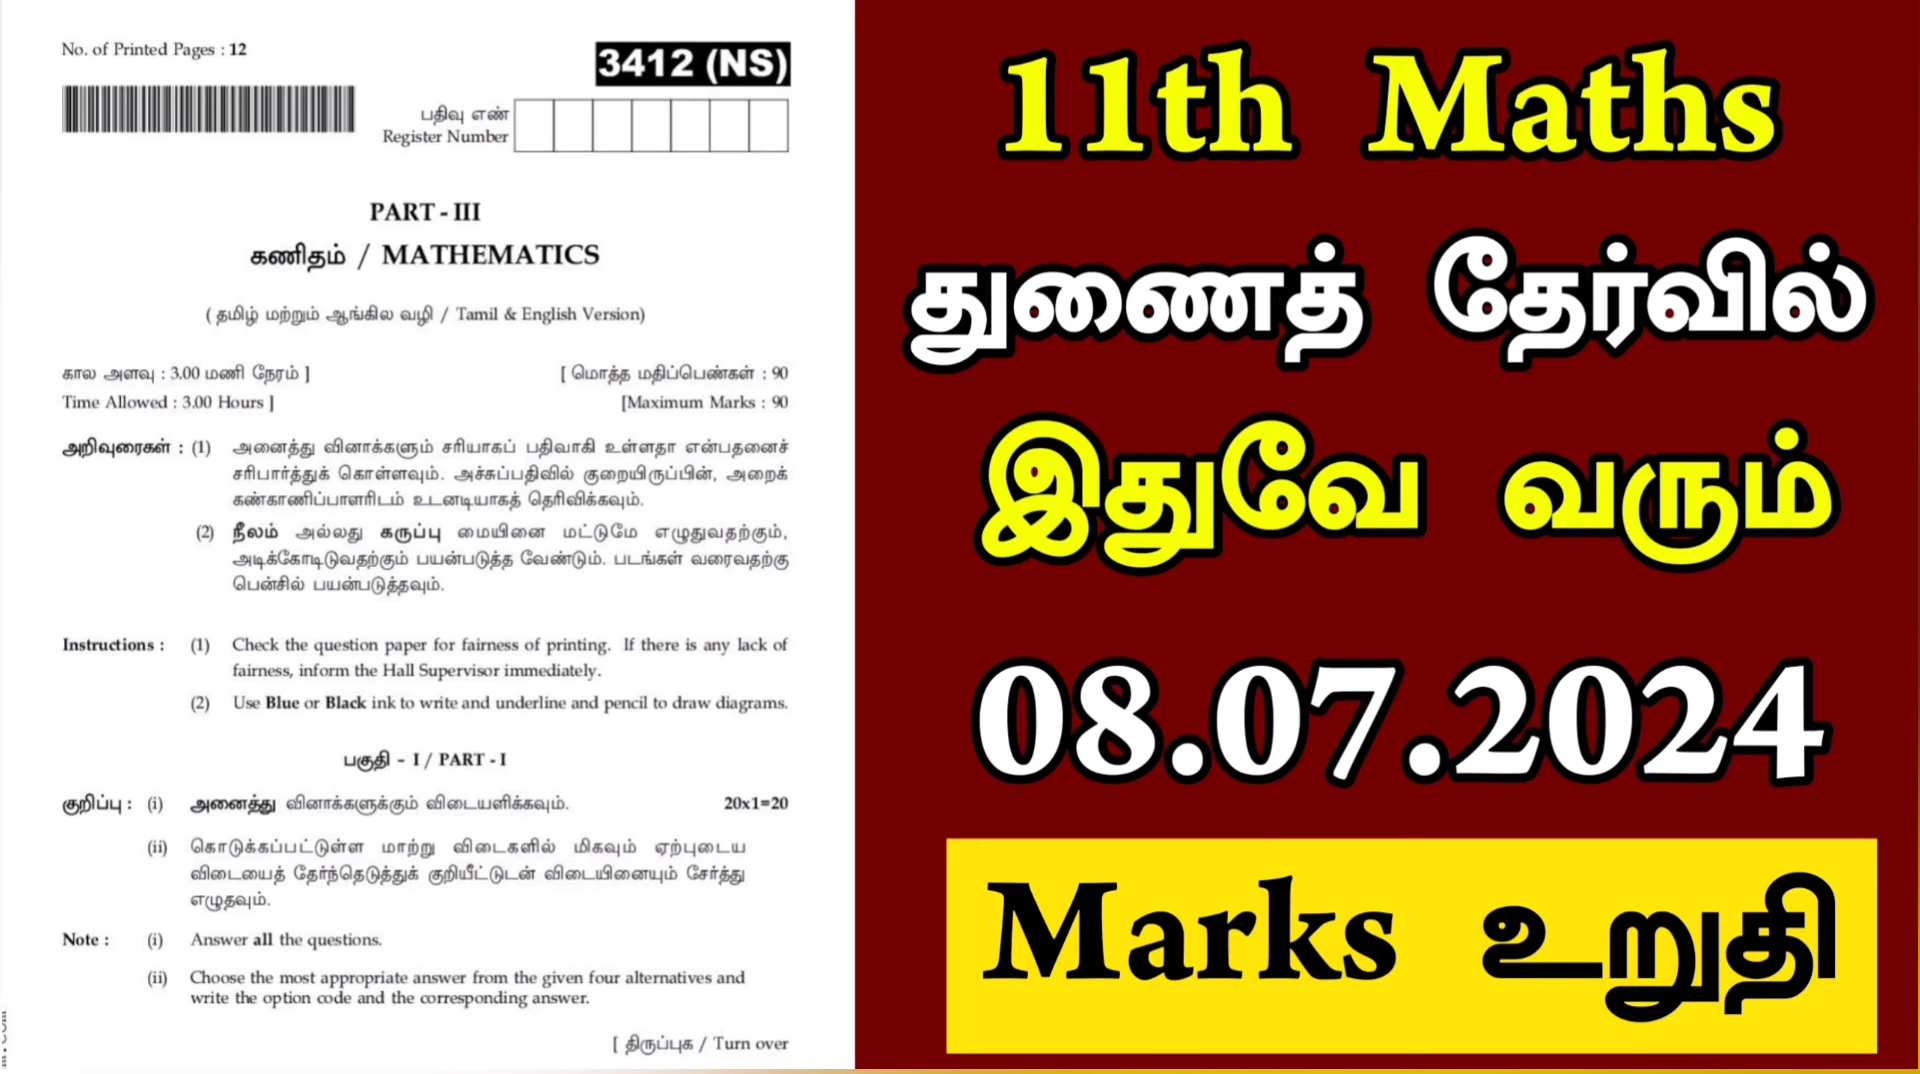 No. of Printed Pages : 12
3412 (NS)
பதிவு எண்
Register Number
PART - III
கணிதம் / MATHEMATICS
( தமிழ் மற்றும் ஆங்கில வழி / Tamil & English Version)
கால அளவு : 3.00 மணி நேரம் ] [ மொத்த மதிப்பெண்கள் : 90
Time Allowed : 3.00 Hours ] [Maximum Marks : 90
அறிவுரைகள் : (1) அனைத்து வினாக்களும் சரியாகப் பதிவாகி உள்ளதா என்பதனைச்
சரிபார்த்துக் கொள்ளவும். அச்சுப்பதிவில் குறையிருப்பின், அறைக்
கண்காணிப்பாளரிடம் உடனடியாகத் தெரிவிக்கவும்.
(2) நீலம் அல்லது கருப்பு மையினை மட்டுமே எழுதுவதற்கும்,
அடிக்கோடிடுவதற்கும் பயன்படுத்த வேண்டும். படங்கள் வரைவதற்கு
பென்சில் பயன்படுத்தவும்.
Instructions : (1) Check the question paper for fairness of printing. If there is any lack of
fairness, inform the Hall Supervisor immediately.
(2) Use Blue or Black ink to write and underline and pencil to draw diagrams.
பகுதி - I / PART - I
குறிப்பு : (i) அனைத்து வினாக்களுக்கும் விடையளிக்கவும். 20x1=20
(ii) கொடுக்கப்பட்டுள்ள மாற்று விடைகளில் மிகவும் ஏற்புடைய
விடையைத் தேர்ந்தெடுத்துக் குறியீட்டுடன் விடையினையும் சேர்த்து
எழுதவும்.
Note : (i) Answer all the questions.
(ii) Choose the most appropriate answer from the given four alternatives and
write the option code and the corresponding answer.
[ திருப்புக / Turn over
11th Maths
துணைத் தேர்வில்
இதுவே வரும்
08.07.2024
Marks உறுதி